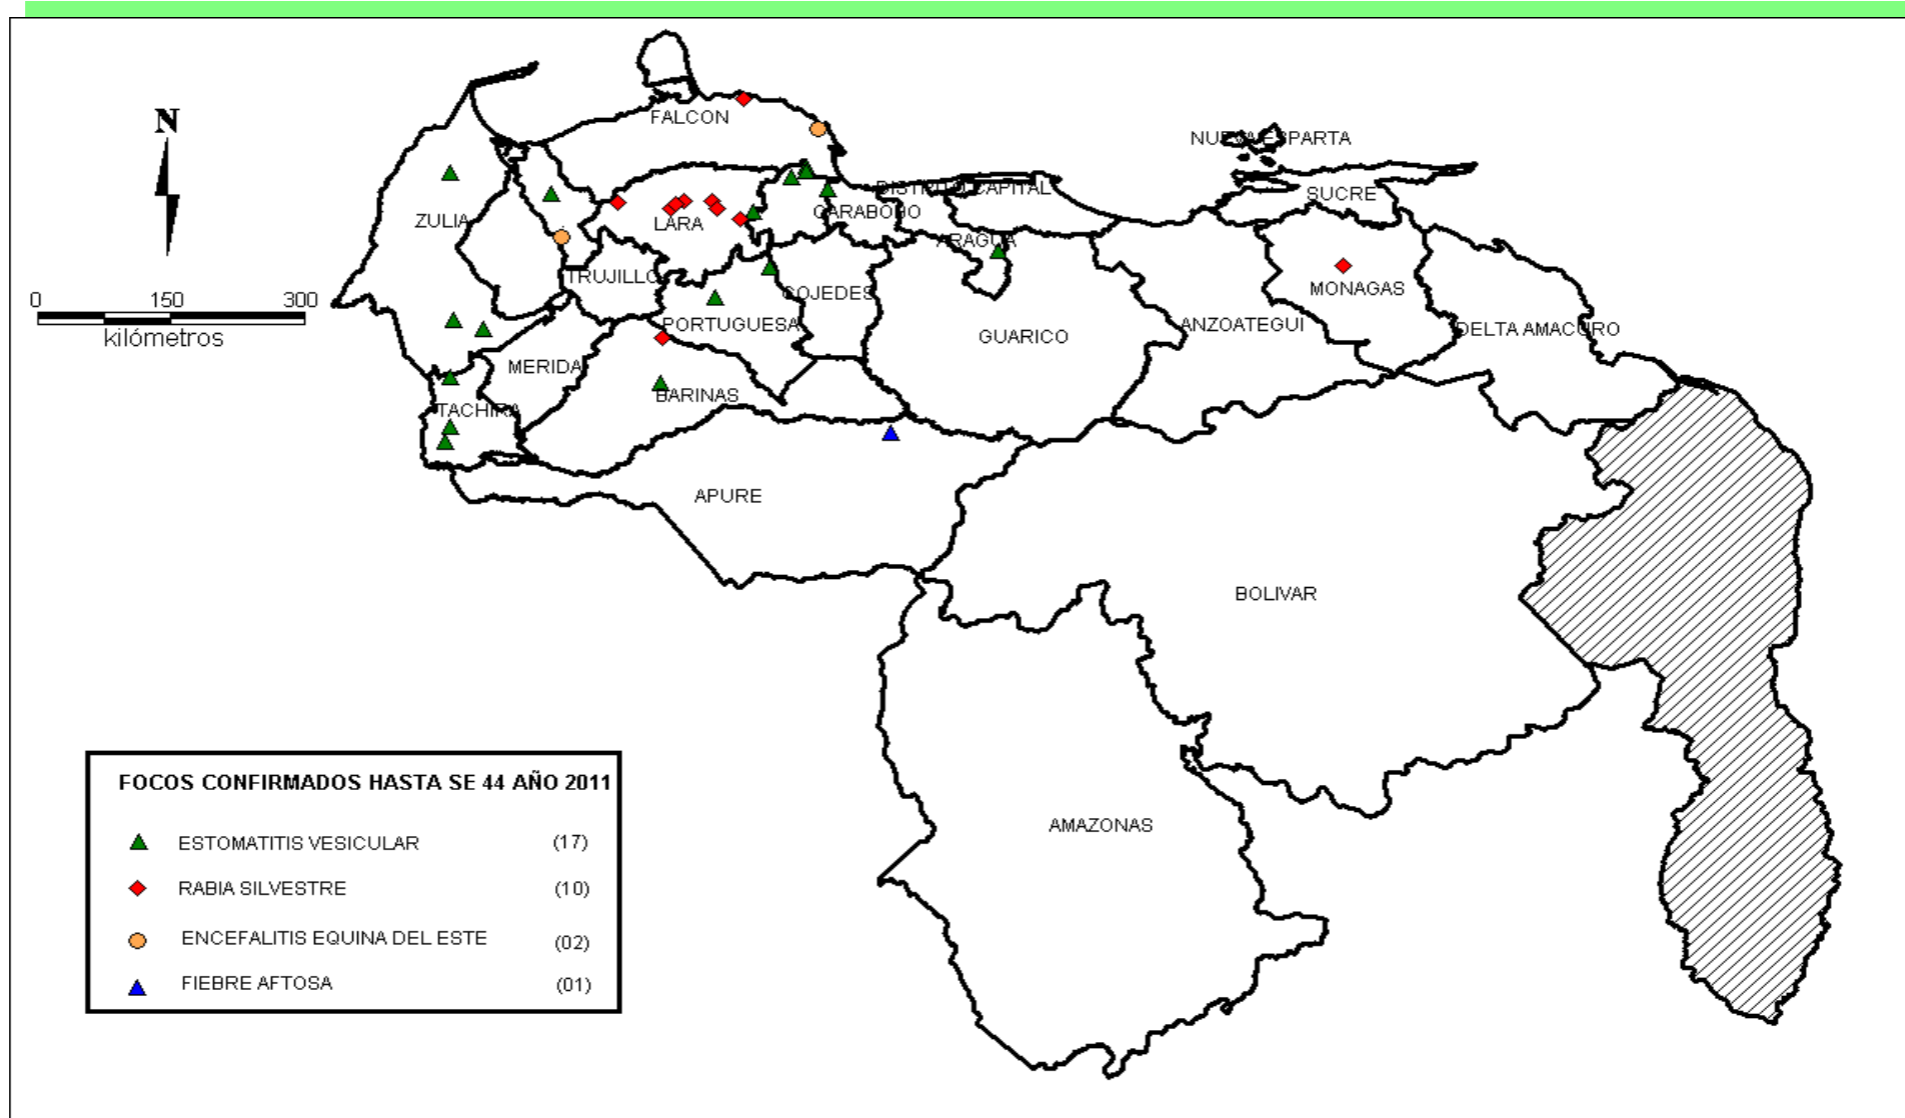 N
FALCON
NUEVA ESPARTA
DISTRITO CAPITAL
SUCRE
ZULIA
LARA
CARABOBO
ARAGUA
TRUJILLO
COJEDES
MONAGAS
0 150 300
kilómetros
PORTUGUESA
GUARICO
ANZOATEGUI
DELTA AMACURO
MERIDA
BARINAS
TACHIRA
APURE
BOLIVAR
AMAZONAS
FOCOS CONFIRMADOS HASTA SE 44 AÑO 2011
ESTOMATITIS VESICULAR (17)
RABIA SILVESTRE (10)
ENCEFALITIS EQUINA DEL ESTE (02)
FIEBRE AFTOSA (01)